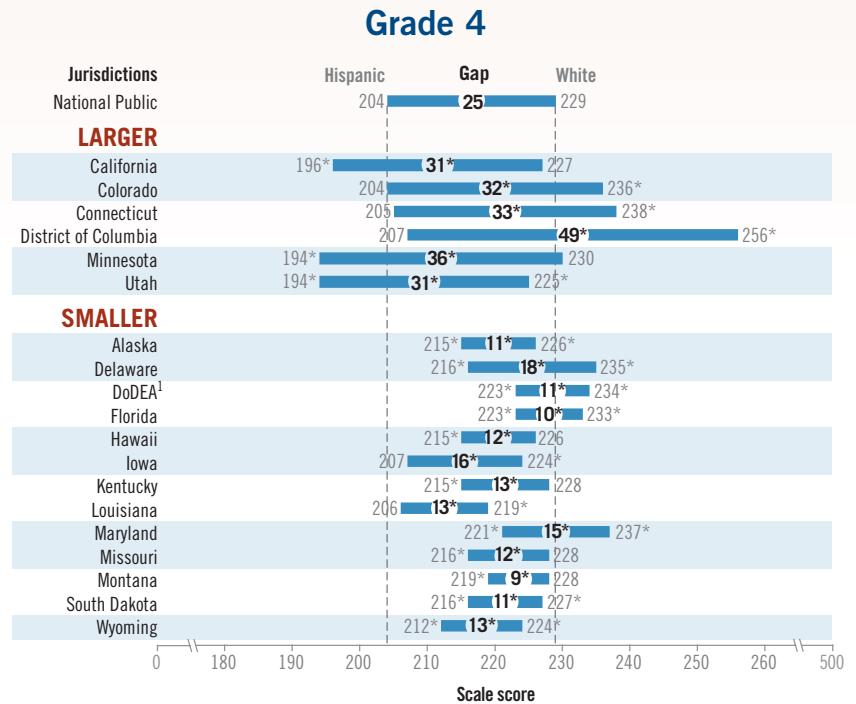 Grade 4
Jurisdictions Hispanic Gap White
National Public 204 25 229
LARGER
California 196* 31* 227
Colorado 204 32* 236*
Connecticut 205 33* 238*
District of Columbia 207 49* 256*
Minnesota 194* 36* 230
Utah 194* 31* 225*
SMALLER
Alaska 215* 11* 226*
Delaware 216* 18* 235*
DoDEA¹ 223* 11* 234*
Florida 223* 10* 233*
Hawaii 215* 12* 226
Iowa 207 16* 224*
Kentucky 215* 13* 228
Louisiana 206 13* 219*
Maryland 221* 15* 237*
Missouri 216* 12* 228
Montana 219* 9* 228
South Dakota 216* 11* 227*
Wyoming 212* 13* 224*
0 180 190 200 210 220 230 240 250 260 500
Scale score